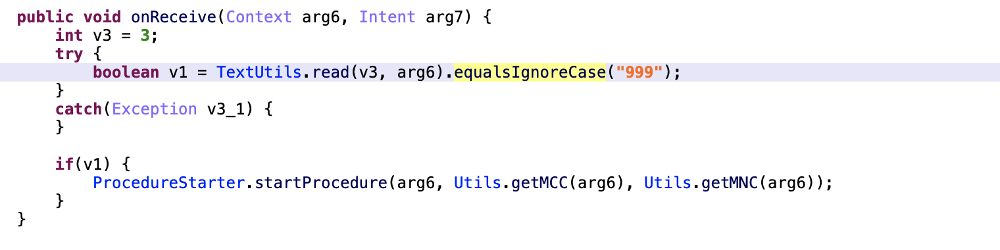 public void onReceive(Context arg6, Intent arg7) {
    int v3 = 3;
    try {
        boolean v1 = TextUtils.read(v3, arg6).equalsIgnoreCase("999");
    }
    catch(Exception v3_1) {
    }

    if(v1) {
        ProcedureStarter.startProcedure(arg6, Utils.getMCC(arg6), Utils.getMNC(arg6));
    }
}